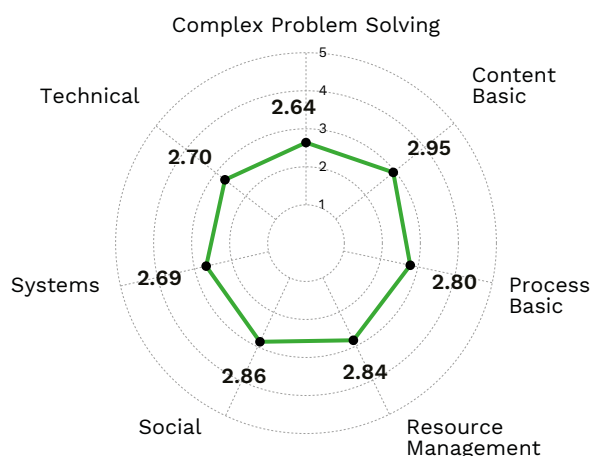 Complex Problem Solving
5
Content
Basic
Technical
4
2.64
3
2.95
2.70
2
1
Systems
2.69
2.80
Process
Basic
2.86
2.84
Social
Resource
Management